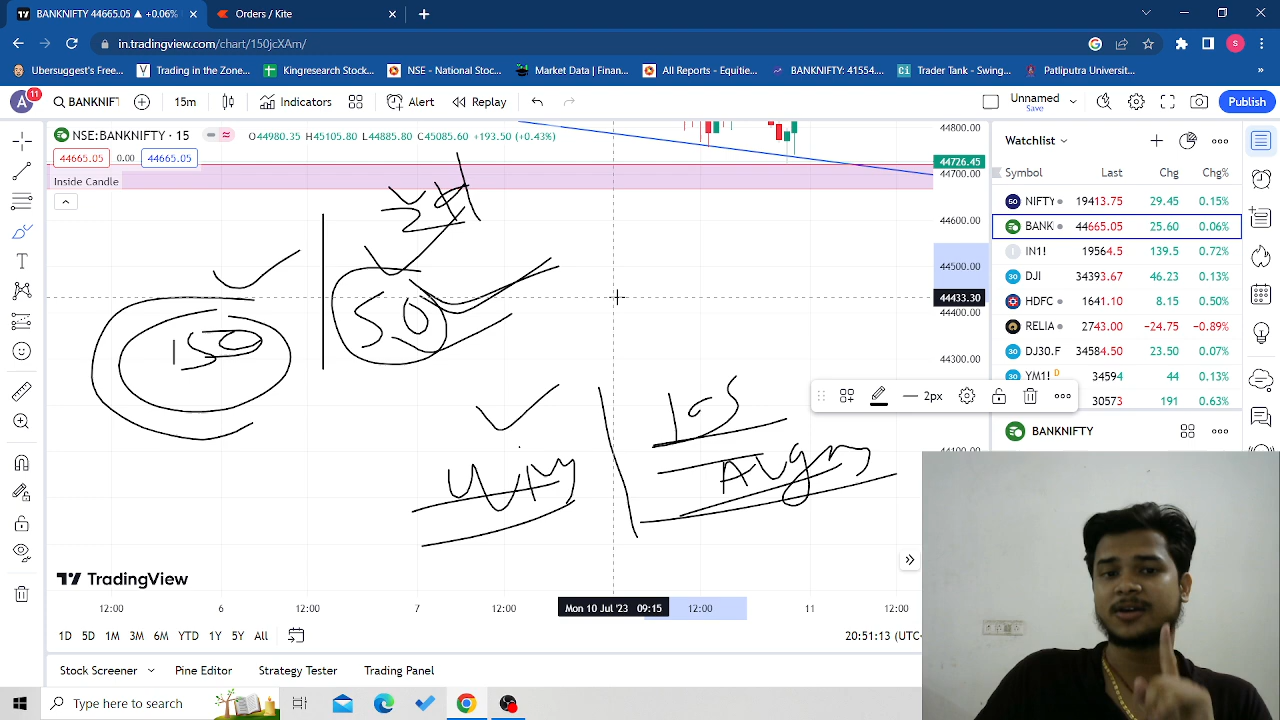 BANKNIFTY 44665.05 ▲ +0.06%
Orders / Kite
in.tradingview.com/chart/150jcXAm/
Ubersuggest's Free...
Trading in the Zone...
Kingresearch Stock...
NSE - National Stoc...
Market Data | Finan...
All Reports - Equitie...
BANKNIFTY: 41554...
Trader Tank - Swing...
Patliputra Universit...
A 11 BANKNIFT 15m Indicators Alert Replay Unnamed Save Publish
NSE:BANKNIFTY · 15 O44980.35 H45105.80 L44885.80 C45085.60 +193.50 (+0.43%)
44665.05 0.00 44665.05
Inside Candle
44800.00
44726.45
44700.00
44600.00
44500.00
44433.30
44400.00
44300.00
150
50
2px
Watchlist
Symbol Last Chg Chg%
NIFTY 19413.75 29.45 0.15%
BANK 44665.05 25.60 0.06%
IN1! 19564.5 139.5 0.72%
DJI 34393.67 46.23 0.13%
HDFC 1641.10 8.15 0.50%
RELIA 2743.00 −24.75 −0.89%
DJ30.F 34584.50 23.50 0.07%
YM1! D 34594 44 0.13%
30573 191 0.63%
BANKNIFTY
TradingView
12:00 6 12:00 7 12:00 Mon 10 Jul '23 09:15 12:00 11 12:00
1D 5D 1M 3M 6M YTD 1Y 5Y All 20:51:13 (UTC+
Stock Screener Pine Editor Strategy Tester Trading Panel
Type here to search